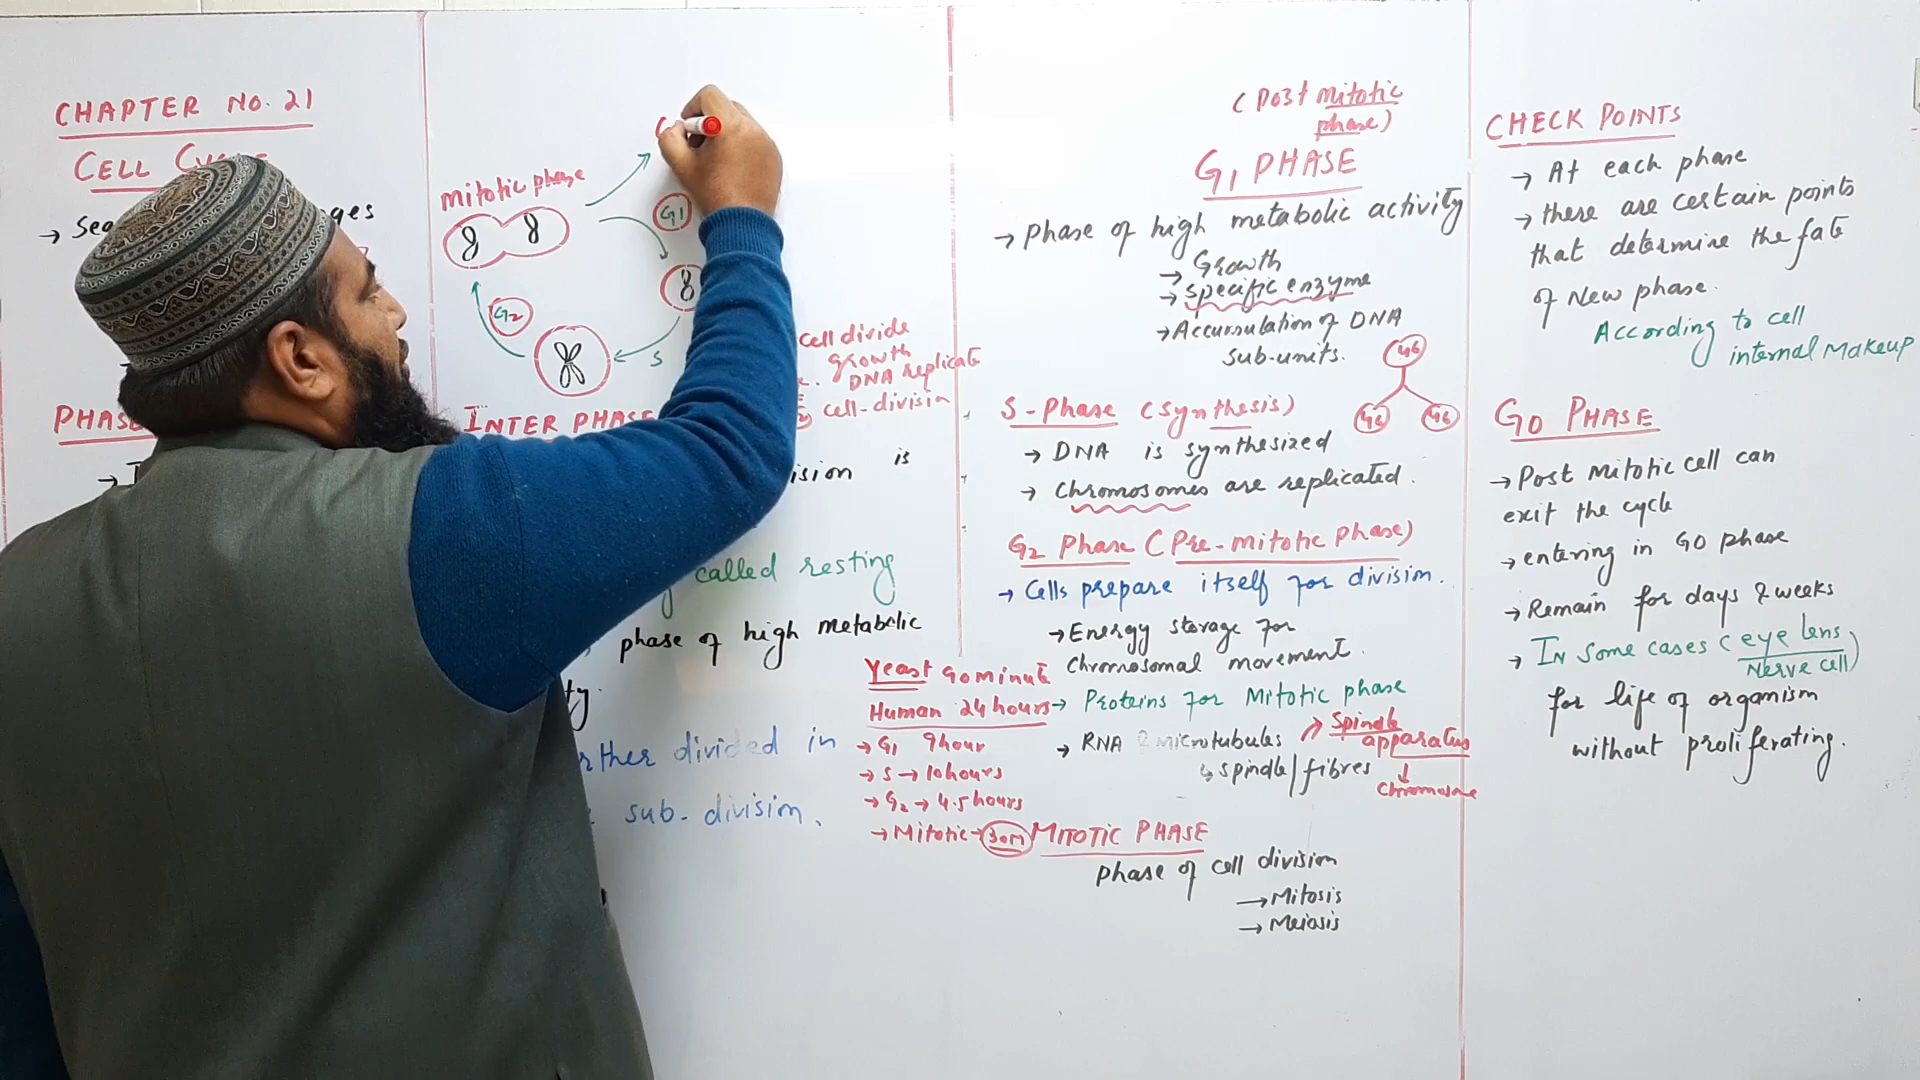 CHAPTER No. 21
CELL
→ Sea ges
PHASE
mitotic phase
G1
G2
S
cell divide
growth
DNA replicate
cell-division
INTER PHASE
ision is
called resting
phase of high metabolic
ty.
rther divided in
sub-division.
Yeast 90 minute
Human 24 hours
→ G1 9hour
→ S → 10 hours
→ G2 → 4.5 hours
→ Mitotic → 30M
(Post mitotic
phase)
G1 PHASE
→ Phase of high metabolic activity
→ Growth
→ specific enzyme
→ Accumulation of DNA
sub-units.
46
46 46
S-Phase (synthesis)
→ DNA is synthesized
→ chromosomes are replicated.
G2 Phase (Pre-mitotic phase)
→ Cells prepare itself for division.
→ Energy storage for
chromosomal movement.
→ Proteins for Mitotic phase
→ RNA & microtubules
↳ spindle/fibres
→ Spindle
apparatus
↓
chromosome
MITOTIC PHASE
phase of cell division
→ Mitosis
→ Meiosis
CHECK POINTS
→ At each phase
→ there are certain points
that determine the fate
of New phase.
According to cell
internal Makeup
G0 PHASE
→ Post Mitotic cell can
exit the cycle
→ entering in G0 phase
→ Remain for days & weeks
→ IN some cases (eye lens
Nerve cell)
for life of organism
without proliferating.